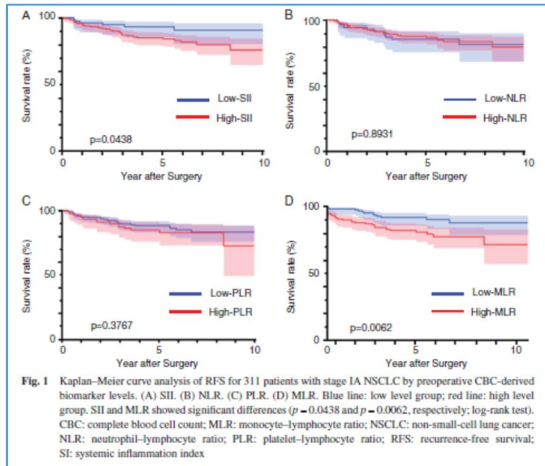 A
B
100
100
Survival rate (%)
Survival rate (%)
50
50
Low-SII
Low-NLR
High-SII
High-NLR
p=0.0438
p=0.8931
0
0
0
5
10
0
5
10
Year after Surgery
Year after Surgery
C
D
100
100
Survival rate (%)
Survival rate (%)
50
50
Low-PLR
Low-MLR
High-PLR
High-MLR
p=0.3767
p=0.0062
0
0
0
5
10
0
5
10
Year after Surgery
Year after Surgery
Fig. 1 Kaplan–Meier curve analysis of RFS for 311 patients with stage IA NSCLC by preoperative CBC-derived
biomarker levels. (A) SII. (B) NLR. (C) PLR. (D) MLR. Blue line: low level group; red line: high level
group. SII and MLR showed significant differences (p = 0.0438 and p = 0.0062, respectively; log-rank test).
CBC: complete blood cell count; MLR: monocyte–lymphocyte ratio; NSCLC: non-small-cell lung cancer;
NLR: neutrophil–lymphocyte ratio; PLR: platelet–lymphocyte ratio; RFS: recurrence-free survival;
SI: systemic inflammation index